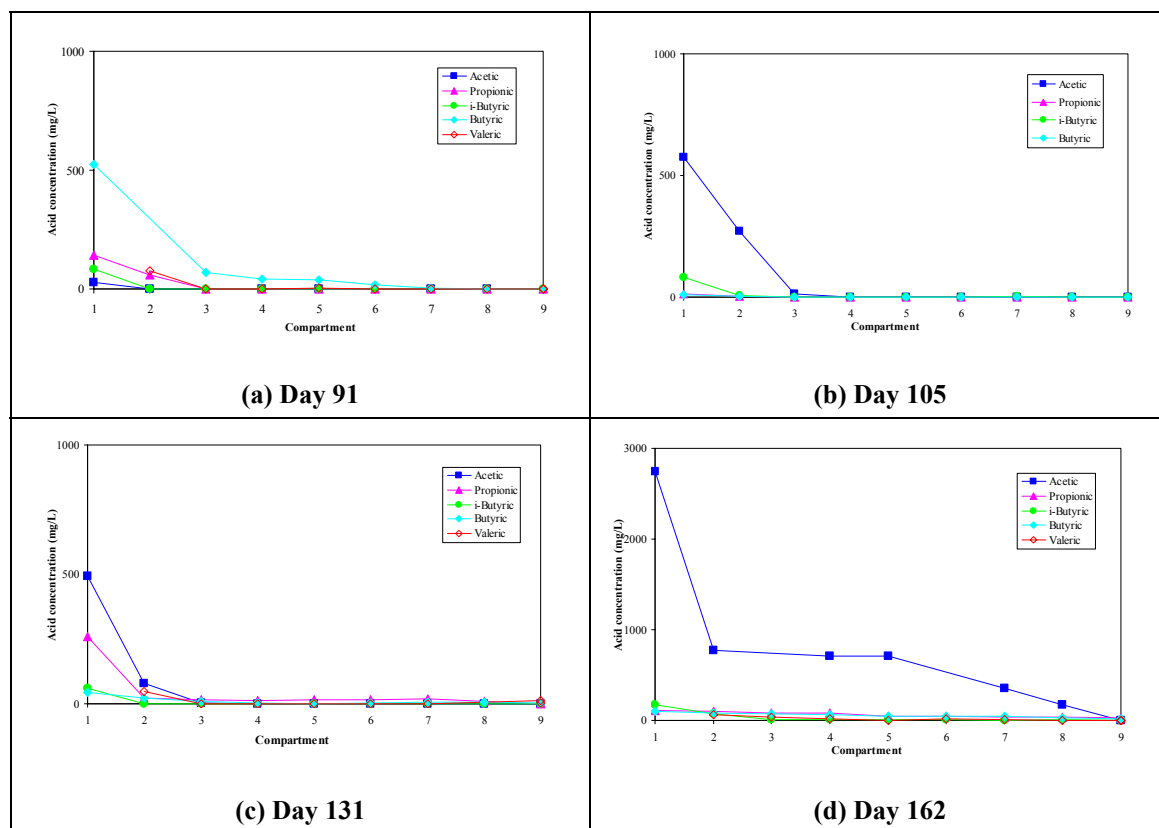 1000
500
0
Acid concentration (mg/L)
Acetic
Propionic
i-Butyric
Butyric
Valeric
1 2 3 4 5 6 7 8 9
Compartment
(a) Day 91
1000
500
0
Acid concentration (mg/L)
Acetic
Propionic
i-Butyric
Butyric
1 2 3 4 5 6 7 8 9
Compartment
(b) Day 105
1000
500
0
Acid concentration (mg/L)
Acetic
Propionic
i-Butyric
Butyric
Valeric
1 2 3 4 5 6 7 8 9
Compartment
(c) Day 131
3000
2000
1000
0
Acid concentration (mg/L)
Acetic
Propionic
i-Butyric
Butyric
Valeric
1 2 3 4 5 6 7 8 9
Compartment
(d) Day 162